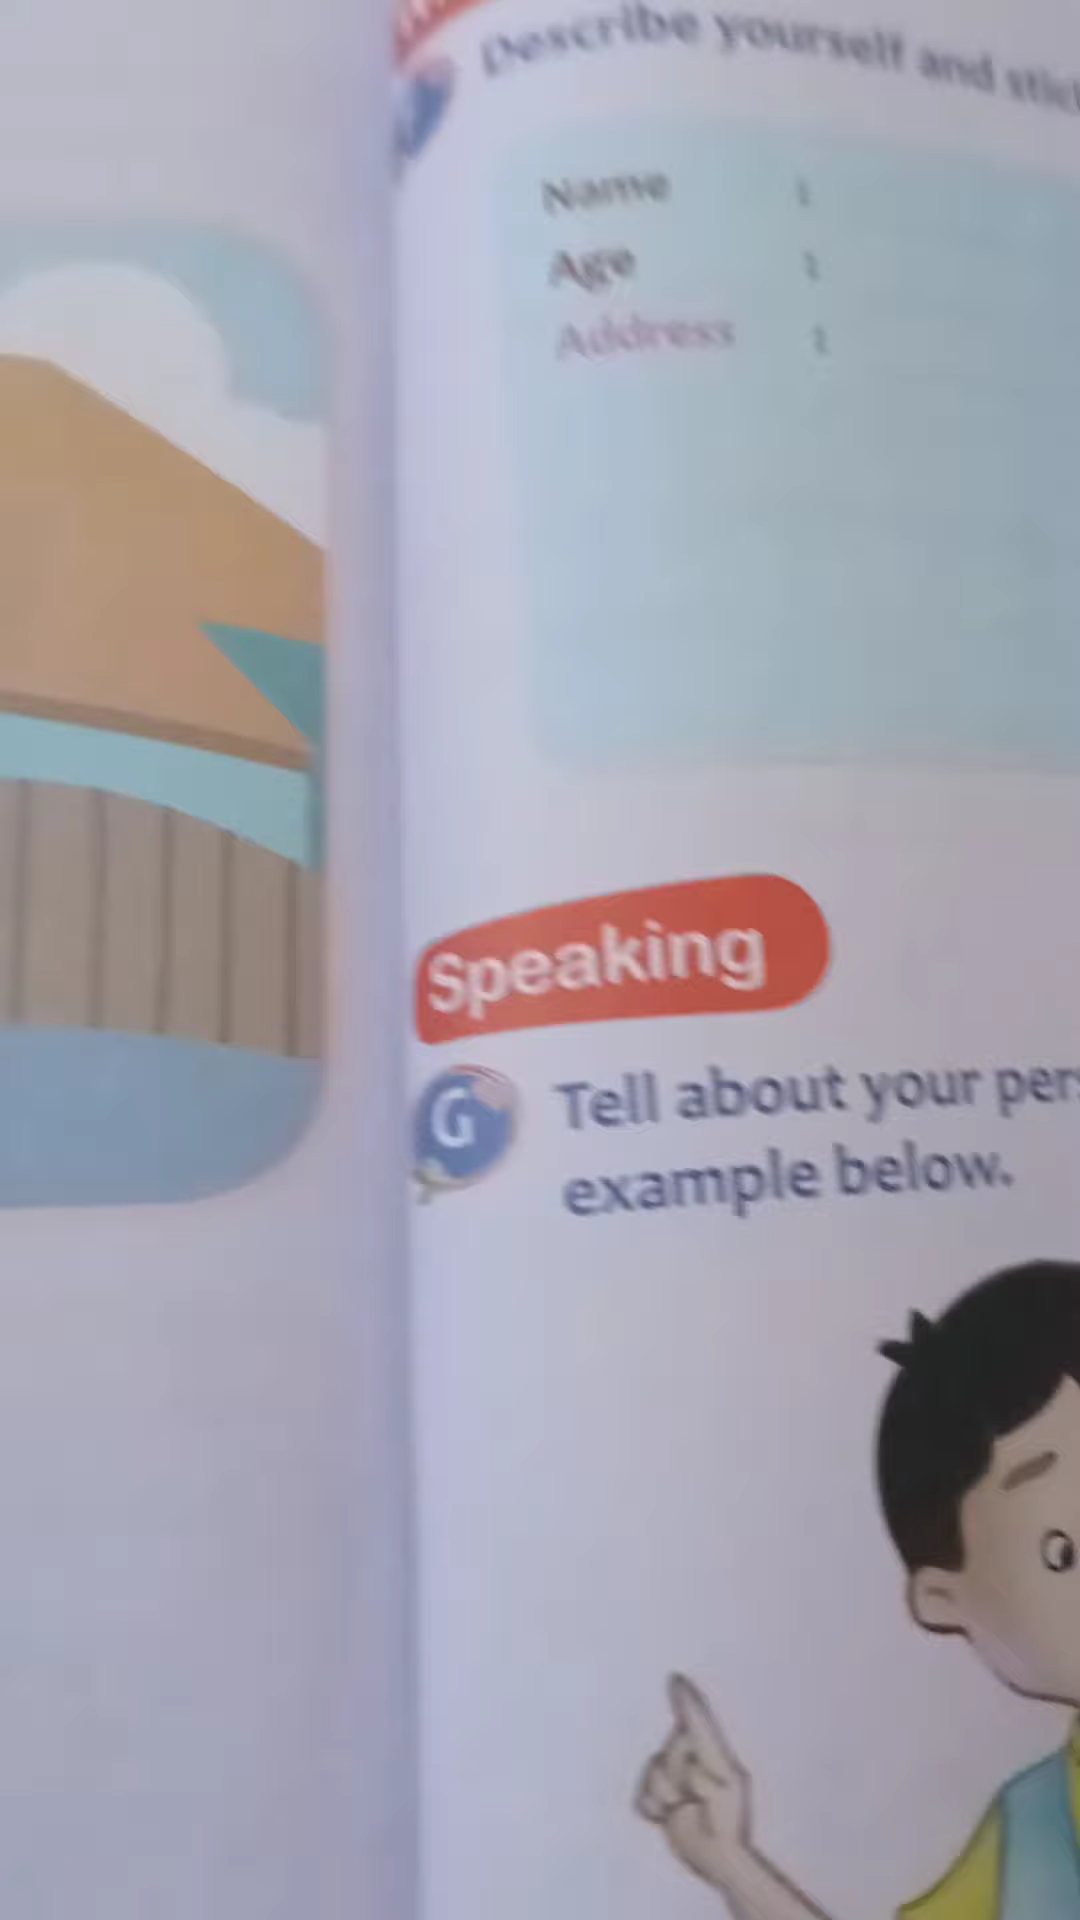 Describe yourself and
Name :
Age :
Address :
Speaking
G Tell about your
example below.